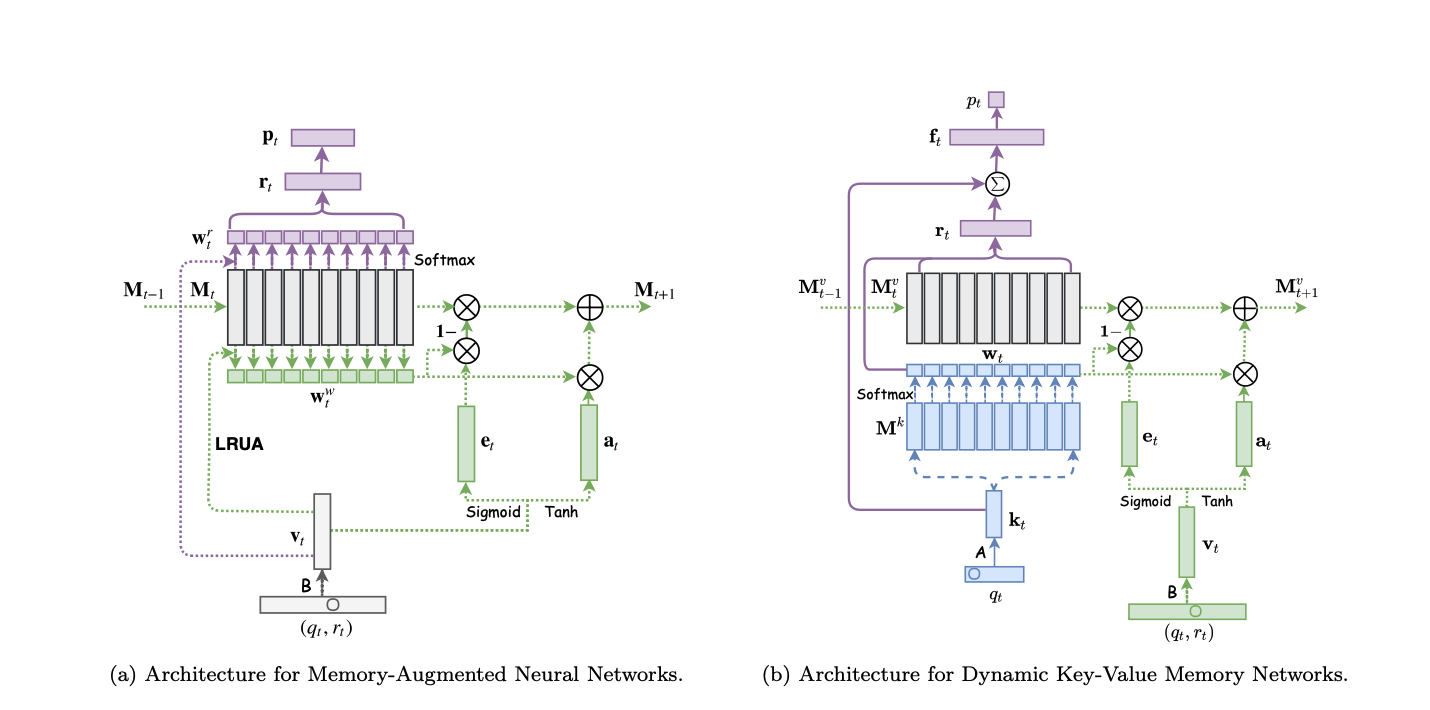 p_t
r_t
w_t^r
Softmax
M_{t−1}
M_t
M_{t+1}
1−
w_t^w
LRUA
e_t
a_t
Sigmoid
Tanh
v_t
B
(q_t, r_t)
(a) Architecture for Memory-Augmented Neural Networks.
p_t
f_t
Σ
r_t
M_{t−1}^v
M_t^v
M_{t+1}^v
1−
w_t
Softmax
M^k
e_t
a_t
Sigmoid
Tanh
k_t
v_t
A
q_t
B
(q_t, r_t)
(b) Architecture for Dynamic Key-Value Memory Networks.